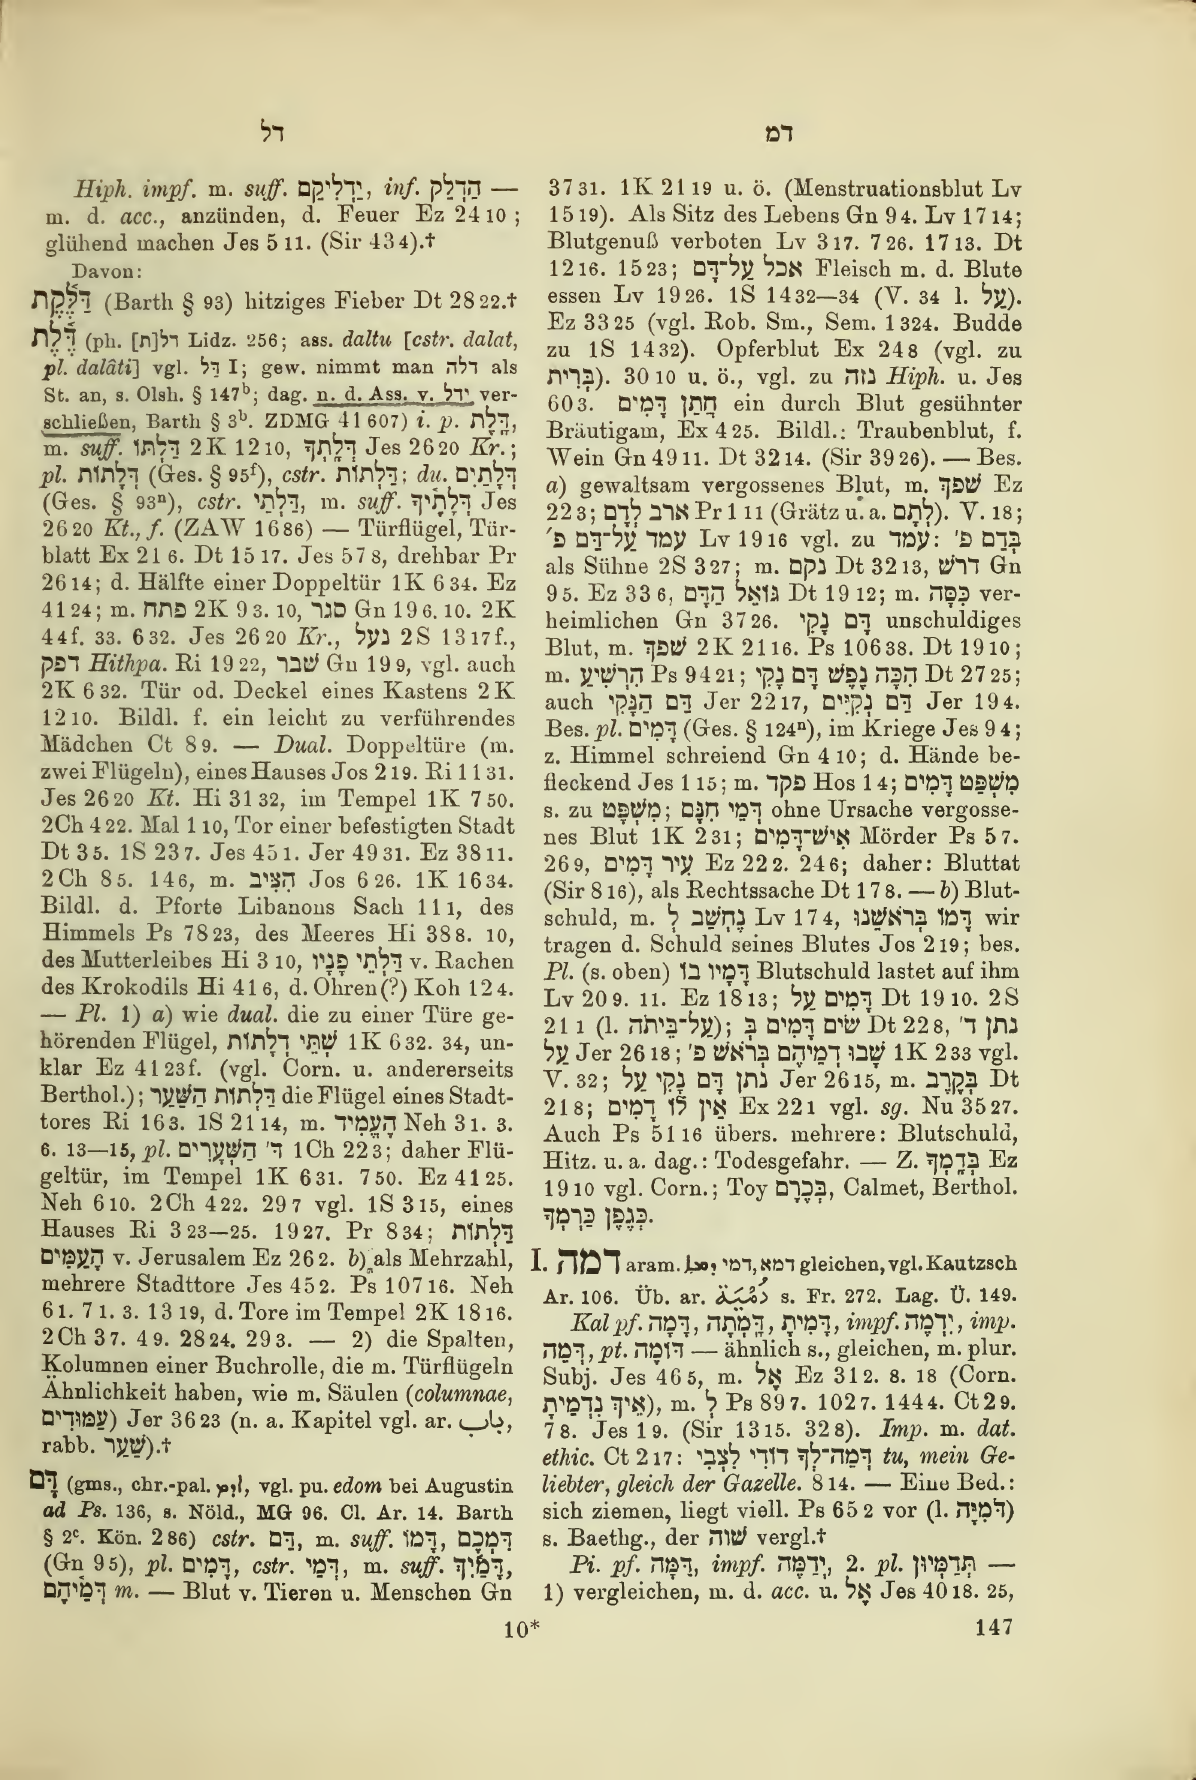 דל
דמ
Hiph. impf. m. suff. יַדְלִיקֵם, inf. הַדְלֵק —
m. d. acc., anzünden, d. Feuer Ez 24 10 ;
glühend machen Jes 5 11. (Sir 43 4).†
Davon:
דַּלֶּקֶת (Barth § 93) hitziges Fieber Dt 28 22.†
דֶּלֶת (ph. דל[ת] Lidz. 256; ass. daltu [cstr. dalat,
pl. dalâti] vgl. דַּל I; gew. nimmt man דלה als
St. an, s. Olsh. § 147b; dag. n. d. Ass. v. ידל ver-
schließen, Barth § 3b. ZDMG 41 607) i. p. דָּלֶת,
m. suff. דַּלְתּוֹ 2K 12 10, דְּלָתְךָ Jes 26 20 Kr.;
pl. דְּלָתוֹת (Ges. § 95f), cstr. דַּלְתוֹת; du. דְּלָתַיִם
(Ges. § 93n), cstr. דַּלְתֵי, m. suff. דְּלָתֶיךָ Jes
26 20 Kt., f. (ZAW 16 86) — Türflügel, Tür-
blatt Ex 21 6. Dt 15 17. Jes 57 8, drehbar Pr
26 14; d. Hälfte einer Doppeltür 1K 6 34. Ez
41 24; m. פתח 2K 9 3. 10, סגר Gn 19 6. 10. 2K
4 4f. 33. 6 32. Jes 26 20 Kr., נעל 2S 13 17f.,
דפק Hithpa. Ri 19 22, שבר Gn 19 9, vgl. auch
2K 6 32. Tür od. Deckel eines Kastens 2K
12 10. Bildl. f. ein leicht zu verführendes
Mädchen Ct 8 9. — Dual. Doppeltüre (m.
zwei Flügeln), eines Hauses Jos 2 19. Ri 11 31.
Jes 26 20 Kt. Hi 31 32, im Tempel 1K 7 50.
2Ch 4 22. Mal 1 10, Tor einer befestigten Stadt
Dt 3 5. 1S 23 7. Jes 45 1. Jer 49 31. Ez 38 11.
2Ch 8 5. 14 6, m. הִצִּיב Jos 6 26. 1K 16 34.
Bildl. d. Pforte Libanons Sach 11 1, des
Himmels Ps 78 23, des Meeres Hi 38 8. 10,
des Mutterleibes Hi 3 10, דַּלְתֵי פָנָיו v. Rachen
des Krokodils Hi 41 6, d. Ohren(?) Koh 12 4.
— Pl. 1) a) wie dual. die zu einer Türe ge-
hörenden Flügel, שְׁתֵּי דְלָתוֹת 1K 6 32. 34, un-
klar Ez 41 23f. (vgl. Corn. u. andererseits
Berthol.); דַּלְתוֹת הַשַּׁעַר die Flügel eines Stadt-
tores Ri 16 3. 1S 21 14, m. הֶעֱמִיד Neh 3 1. 3.
6. 13—15, pl. ד׳ הַשְּׁעָרִים 1Ch 22 3; daher Flü-
geltür, im Tempel 1K 6 31. 7 50. Ez 41 25.
Neh 6 10. 2Ch 4 22. 29 7 vgl. 1S 3 15, eines
Hauses Ri 3 23—25. 19 27. Pr 8 34; דַּלְתוֹת
הָעַמִּים v. Jerusalem Ez 26 2. b) als Mehrzahl,
mehrere Stadttore Jes 45 2. Ps 107 16. Neh
6 1. 7 1. 3. 13 19, d. Tore im Tempel 2K 18 16.
2Ch 3 7. 4 9. 28 24. 29 3. — 2) die Spalten,
Kolumnen einer Buchrolle, die m. Türflügeln
Ähnlichkeit haben, wie m. Säulen (columnae,
עַמּוּדִים) Jer 36 23 (n. a. Kapitel vgl. ar. باب,
rabb. שַׁעַר).†
דָּם (gms., chr.-pal. , vgl. pu. edom bei Augustin
ad Ps. 136, s. Nöld., MG 96. Cl. Ar. 14. Barth
§ 2c. Kön. 2 86) cstr. דַּם, m. suff. דָּמוֹ, דִּמְכֶם
(Gn 9 5), pl. דָּמִים, cstr. דְּמֵי, m. suff. דָּמֶיךָ,
דְּמֵיהֶם m. — Blut v. Tieren u. Menschen Gn
37 31. 1K 21 19 u. ö. (Menstruationsblut Lv
15 19). Als Sitz des Lebens Gn 9 4. Lv 17 14;
Blutgenuß verboten Lv 3 17. 7 26. 17 13. Dt
12 16. 15 23; אכל עַל־דָּם Fleisch m. d. Blute
essen Lv 19 26. 1S 14 32—34 (V. 34 l. עַל).
Ez 33 25 (vgl. Rob. Sm., Sem. 1 324. Budde
zu 1S 14 32). Opferblut Ex 24 8 (vgl. zu
בְּרִית). 30 10 u. ö., vgl. zu נזה Hiph. u. Jes
60 3. חֲתַן דָּמִים ein durch Blut gesühnter
Bräutigam, Ex 4 25. Bildl.: Traubenblut, f.
Wein Gn 49 11. Dt 32 14. (Sir 39 26). — Bes.
a) gewaltsam vergossenes Blut, m. שׁפך Ez
22 3; ארב לְדָם Pr 1 11 (Grätz u. a. לְתָם). V. 18;
עמד עַל־דַּם פ׳ Lv 19 16 vgl. zu עמד: בְּדַם פ׳
als Sühne 2S 3 27; m. נקם Dt 32 13, דרשׁ Gn
9 5. Ez 33 6, גּוֹאֵל הַדָּם Dt 19 12; m. כִּסָּה ver-
heimlichen Gn 37 26. דָּם נָקִי unschuldiges
Blut, m. שׁפך 2K 21 16. Ps 106 38. Dt 19 10;
m. הִרְשִׁיעַ Ps 94 21; הִכָּה נֶפֶשׁ דָּם נָקִי Dt 27 25;
auch דַּם הַנָּקִי Jer 22 17, דַּם נְקִיִּים Jer 19 4.
Bes. pl. דָּמִים (Ges. § 124n), im Kriege Jes 9 4;
z. Himmel schreiend Gn 4 10; d. Hände be-
fleckend Jes 1 15; m. פקד Hos 1 4; מִשְׁפַּט דָּמִים
s. zu מִשְׁפָּט; דְּמֵי חִנָּם ohne Ursache vergosse-
nes Blut 1K 2 31; אִישׁ־דָּמִים Mörder Ps 5 7.
26 9, עִיר דָּמִים Ez 22 2. 24 6; daher: Bluttat
(Sir 8 16), als Rechtssache Dt 17 8. — b) Blut-
schuld, m. נֶחְשַׁב לְ Lv 17 4, דָּמוֹ בְּרֹאשֵׁנוּ wir
tragen d. Schuld seines Blutes Jos 2 19; bes.
Pl. (s. oben) דָּמָיו בּוֹ Blutschuld lastet auf ihm
Lv 20 9. 11. Ez 18 13; דָּמִים עַל Dt 19 10. 2S
21 1 (l. עַל־בֵּיתֹה); שִׂים דָּמִים בְּ Dt 22 8, נתן ד׳
עַל Jer 26 18; שָׁבוּ דְמֵיהֶם בְּרֹאשׁ פ׳ 1K 2 33 vgl.
V. 32; נֹתֵן דָּם נָקִי עַל Jer 26 15, m. בְּקֶרֶב Dt
21 8; אֵין לוֹ דָמִים Ex 22 1 vgl. sg. Nu 35 27.
Auch Ps 51 16 übers. mehrere: Blutschuld,
Hitz. u. a. dag.: Todesgefahr. — Z. בְּדָמְךָ Ez
19 10 vgl. Corn.; Toy בְּכֶרֶם, Calmet, Berthol.
כְּגֶפֶן כַּרְמְךָ.
I. דמה aram. דמא, דמי gleichen, vgl. Kautzsch
Ar. 106. Üb. ar. دُمْيَة s. Fr. 272. Lag. Ü. 149.
Kal pf. דָּמָה, דָּֽמְתָה, דָּמִיתָ, impf. יִדְמֶה, imp.
דְּמֵה, pt. דּוֹמֶה — ähnlich s., gleichen, m. plur.
Subj. Jes 46 5, m. אֶל Ez 31 2. 8. 18 (Corn.
אֵיךְ נִדְמֵיתָ), m. לְ Ps 89 7. 102 7. 144 4. Ct 2 9.
7 8. Jes 1 9. (Sir 13 15. 32 8). Imp. m. dat.
ethic. Ct 2 17: דְּמֵה־לְךָ דוֹדִי לִצְבִי tu, mein Ge-
liebter, gleich der Gazelle. 8 14. — Eine Bed.:
sich ziemen, liegt viell. Ps 65 2 vor (l. דֹּמִיָּה)
s. Baethg., der שׁוה vergl.†
Pi. pf. דִּמָּה, impf. יְדַמֶּה, 2. pl. תְּדַמְּיוּן —
1) vergleichen, m. d. acc. u. אֶל Jes 40 18. 25,
10*
147